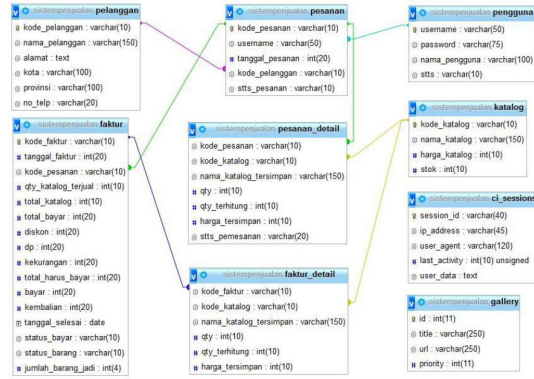 sistempenjualan pelanggan
kode_pelanggan : varchar(10)
nama_pelanggan : varchar(150)
alamat : text
kota : varchar(100)
provinsi : varchar(100)
no_telp : varchar(20)
sistempenjualan pesanan
kode_pesanan : varchar(10)
username : varchar(50)
tanggal_pesanan : int(20)
kode_pelanggan : varchar(10)
stts_pesanan : varchar(10)
sistempenjualan pengguna
username : varchar(50)
password : varchar(75)
nama_pengguna : varchar(100)
stts : varchar(10)
sistempenjualan faktur
kode_faktur : varchar(10)
tanggal_faktur : int(20)
kode_pesanan : varchar(10)
qty_katalog_terjual : int(10)
total_katalog : int(10)
total_bayar : int(20)
diskon : int(20)
dp : int(20)
kekurangan : int(20)
total_harus_bayar : int(20)
bayar : int(20)
kembalian : int(20)
tanggal_selesai : date
status_bayar : varchar(10)
status_barang : varchar(10)
jumlah_barang_jadi : int(4)
sistempenjualan pesanan_detail
kode_pesanan : varchar(10)
kode_katalog : varchar(10)
nama_katalog_tersimpan : varchar(150)
qty : int(10)
qty_terhitung : int(10)
harga_tersimpan : int(10)
stts_pemesanan : varchar(20)
sistempenjualan katalog
kode_katalog : varchar(10)
nama_katalog : varchar(150)
harga_katalog : int(10)
stok : int(10)
sistempenjualan ci_sessions
session_id : varchar(40)
ip_address : varchar(45)
user_agent : varchar(120)
last_activity : int(10) unsigned
user_data : text
sistempenjualan faktur_detail
kode_faktur : varchar(10)
kode_katalog : varchar(10)
nama_katalog_tersimpan : varchar(150)
qty : int(10)
qty_terhitung : int(10)
harga_tersimpan : int(10)
sistempenjualan gallery
id : int(11)
title : varchar(250)
url : varchar(250)
priority : int(11)